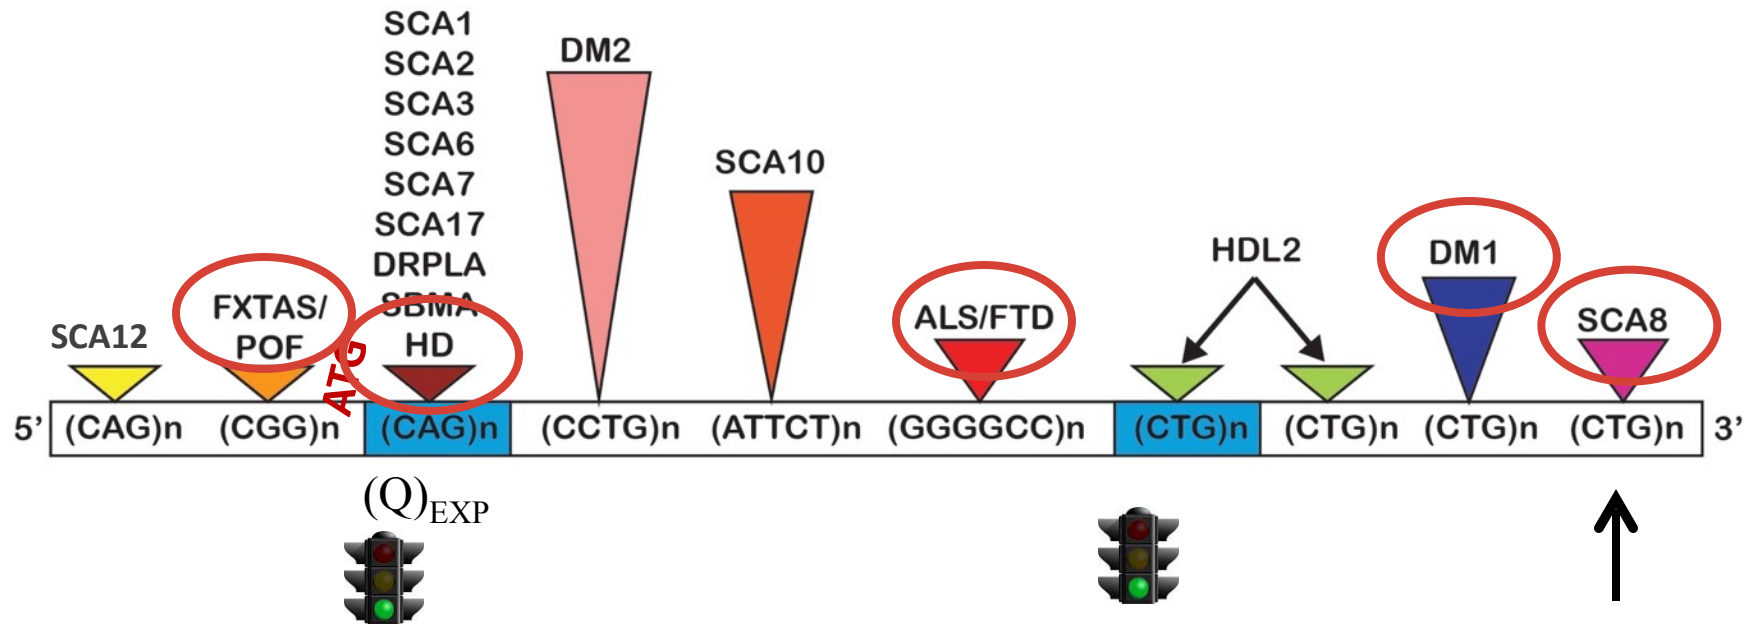 SCA1
SCA2
SCA3
SCA6
SCA7
SCA17
DRPLA
SBMA
HD
DM2
SCA10
SCA12
FXTAS/
POF
ATG
ALS/FTD
HDL2
DM1
SCA8
5’ (CAG)n (CGG)n (CAG)n (CCTG)n (ATTCT)n (GGGGCC)n (CTG)n (CTG)n (CTG)n (CTG)n 3’
(Q)EXP